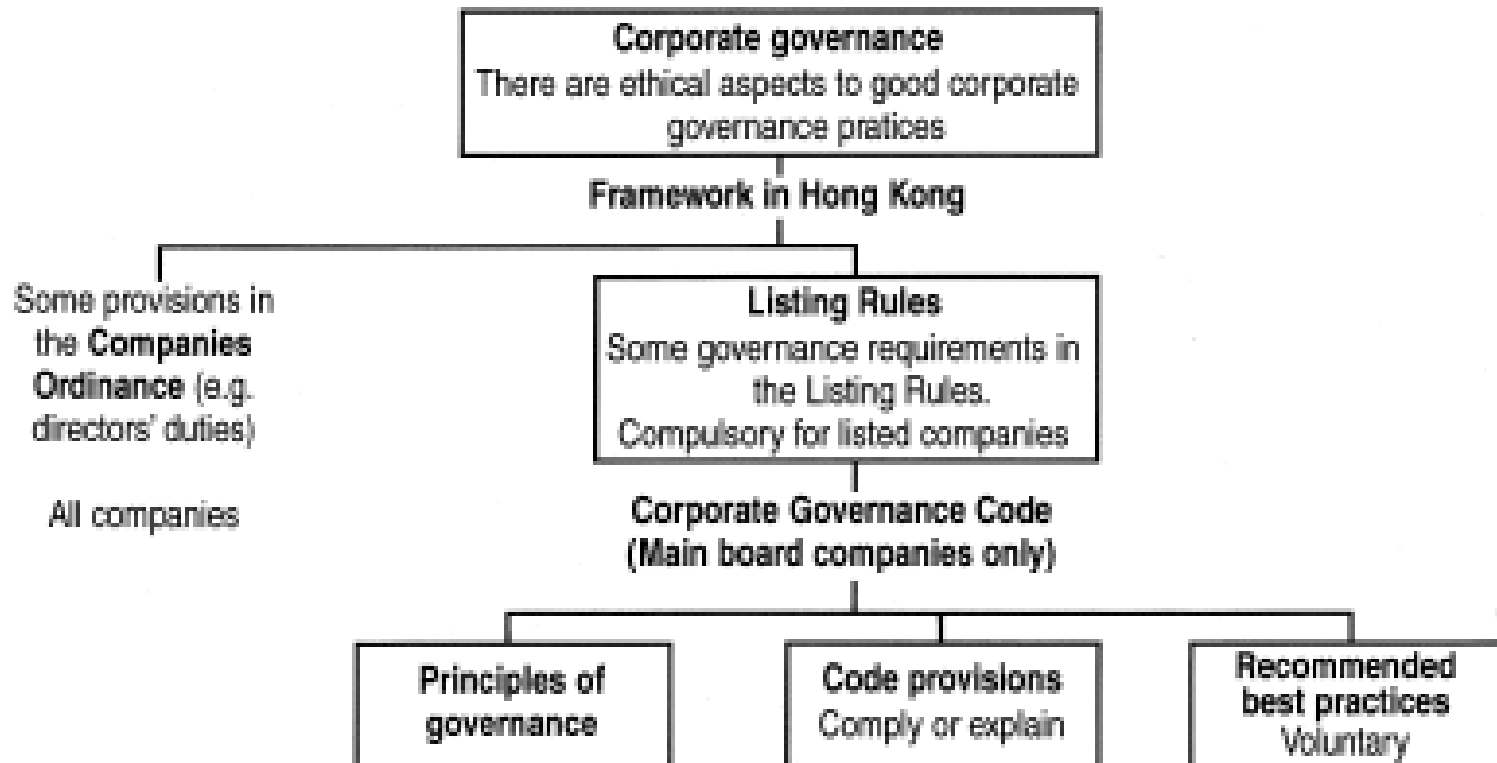 Corporate governance
There are ethical aspects to good corporate
governance pratices
Framework in Hong Kong
Some provisions in
the Companies
Ordinance (e.g.
directors' duties)
All companies
Listing Rules
Some governance requirements in
the Listing Rules.
Compulsory for listed companies
Corporate Governance Code
(Main board companies only)
Principles of
governance
Code provisions
Comply or explain
Recommended
best practices
Voluntary